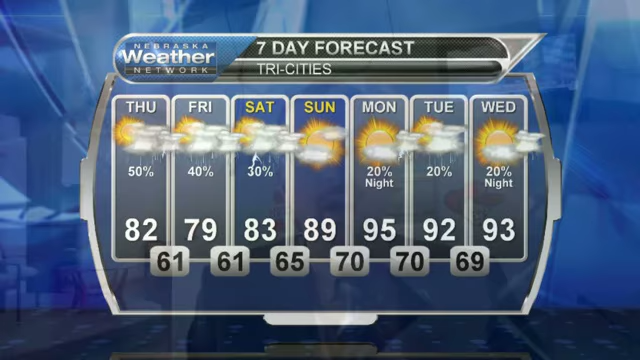 NEBRASKA
Weather
NETWORK
7 DAY FORECAST
TRI-CITIES
THU FRI SAT SUN MON TUE WED
50% 40% 30% 20% 20% 20%
Night Night
82 79 83 89 95 92 93
61 61 65 70 70 69